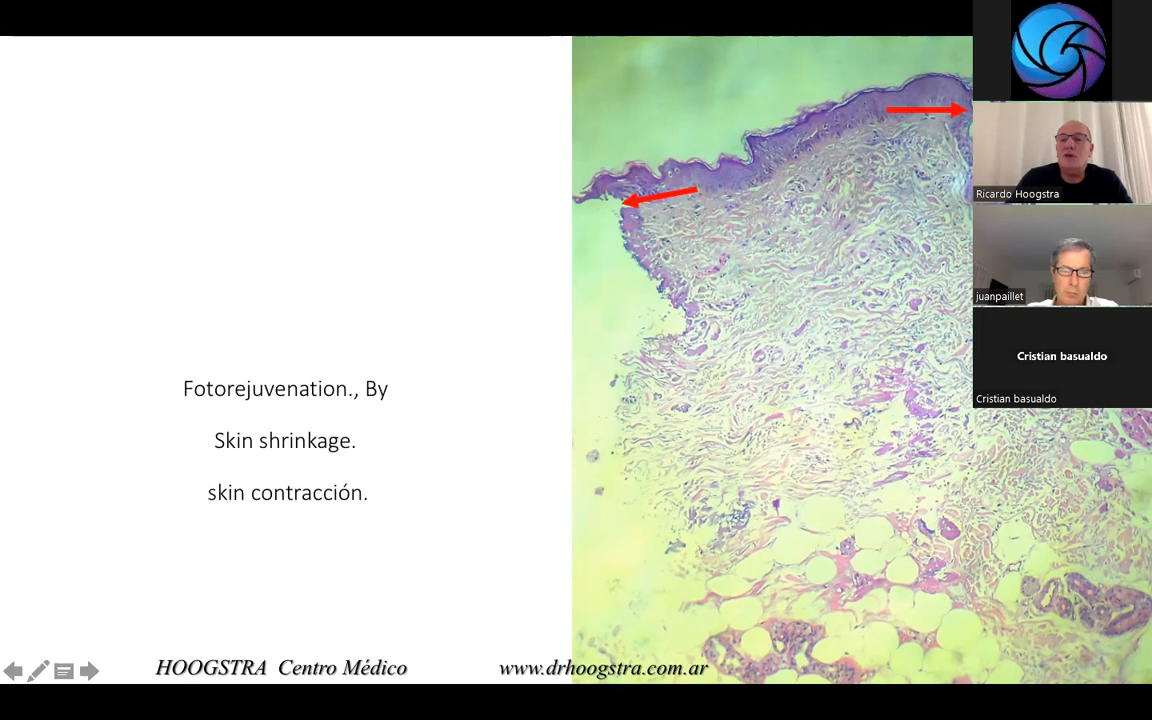 Fotorejuvenation., By
Skin shrinkage.
skin contracción.
HOOGSTRA Centro Médico
www.drhoogstra.com.ar
Ricardo Hoogstra
juanpaillet
Cristian basualdo
Cristian basualdo